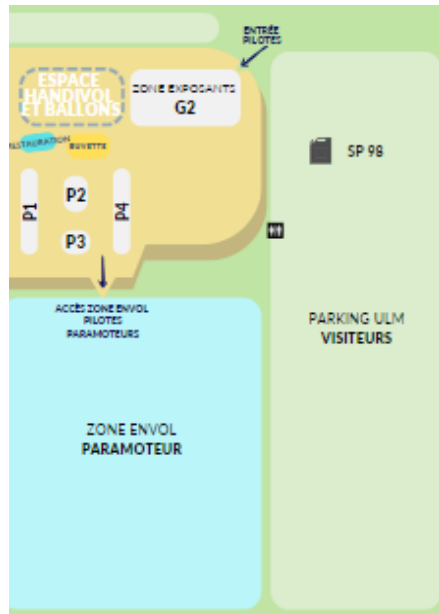 ENTRÉE
PILOTES
ESPACE
HANDIVOL
ET BALLONS
ZONE EXPOSANTS
G2
RESTAURATION
BUVETTE
SP 98
P1
P2
P3
P4
ACCÈS ZONE ENVOL
PILOTES
PARAMOTEURS
PARKING ULM
VISITEURS
ZONE ENVOL
PARAMOTEUR